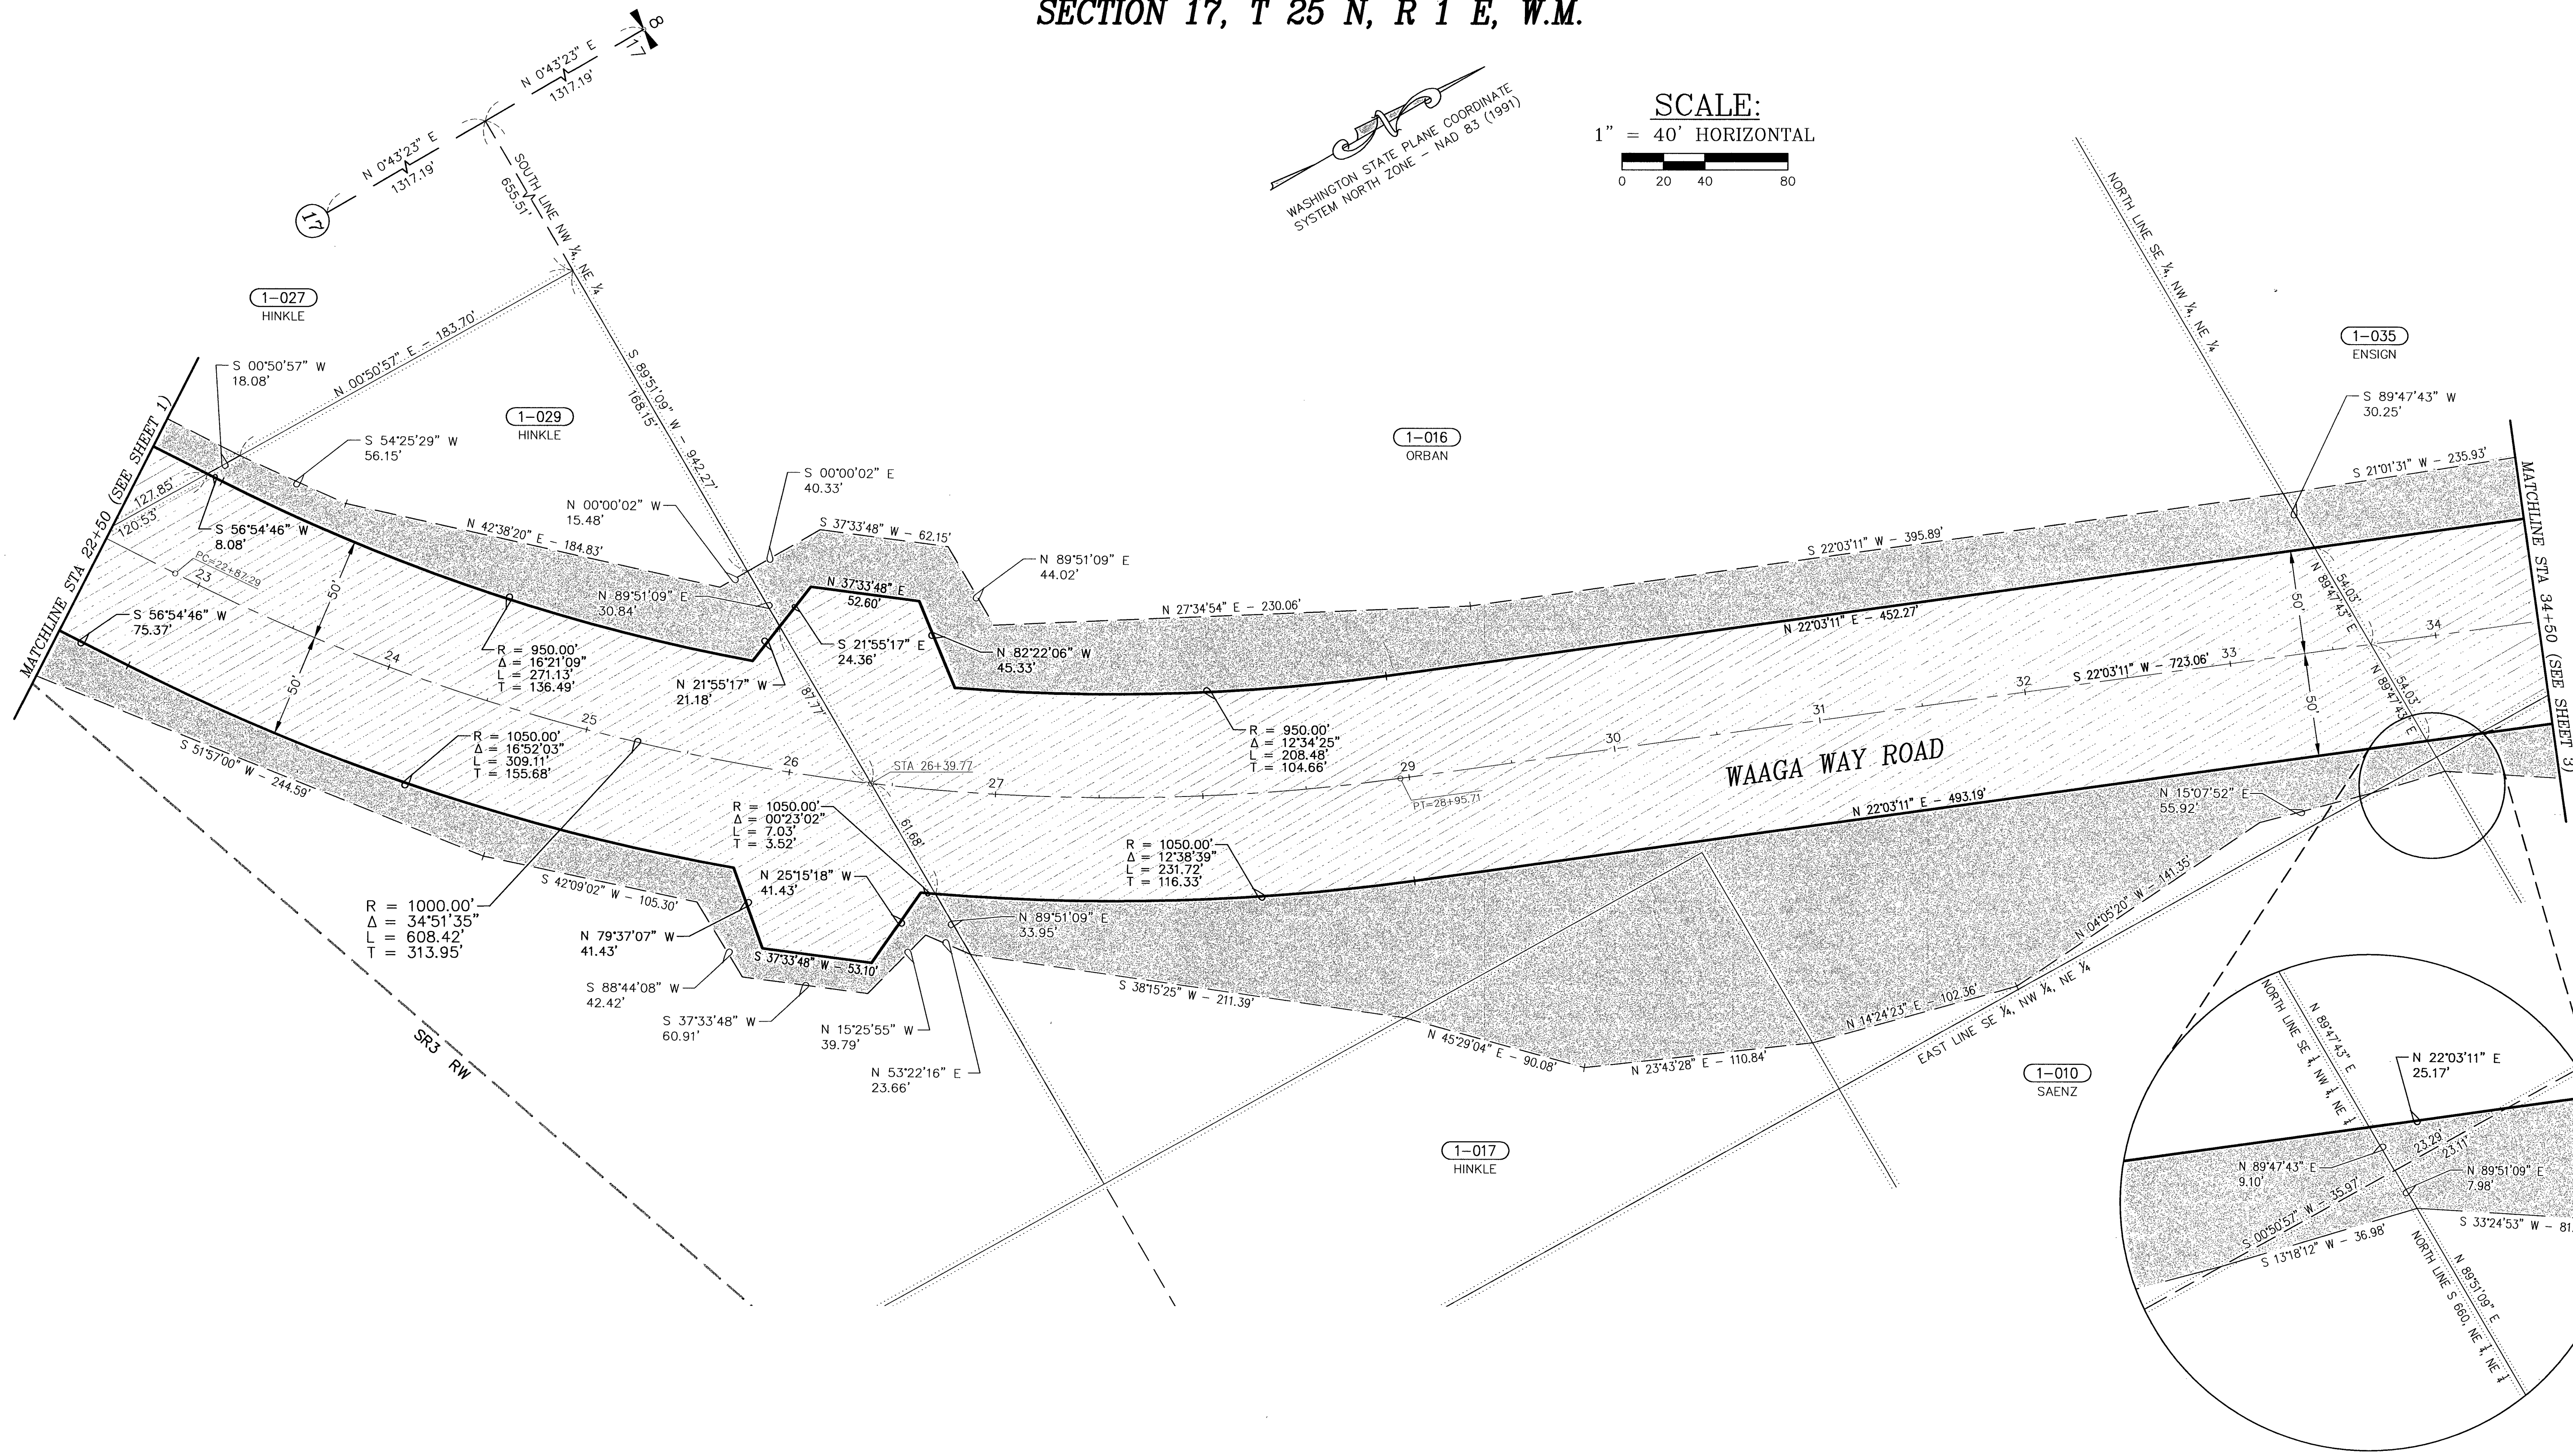 SECTION 17, T 25 N, R 1 E, W.M.
8
17
N 0°43'23" E
1317.19'
N 0°43'23" E
1317.19'
17
SOUTH LINE NW ¼, NE ¼
655.51'
WASHINGTON STATE PLANE COORDINATE
SYSTEM NORTH ZONE - NAD 83 (1991)
SCALE:
1" = 40' HORIZONTAL
0 20 40 80
NORTH LINE SE ¼, NW ¼, NE ¼
1-027
HINKLE
N 00°50'57" E - 183.70'
S 00°50'57" W
18.08'
1-029
HINKLE
S 54°25'29" W
56.15'
S 89°51'09" W - 942.27'
168.15'
1-016
ORBAN
1-035
ENSIGN
S 89°47'43" W
30.25'
MATCHLINE STA 22+50 (SEE SHEET 1)
127.85'
120.53'
S 56°54'46" W
8.08'
PC=22+87.29
23
S 56°54'46" W
75.37'
N 42°38'20" E - 184.83'
N 00°00'02" W
15.48'
S 00°00'02" E
40.33'
S 37°33'48" W - 62.15'
N 89°51'09" E
44.02'
N 89°51'09" E
30.84'
N 37°33'48" E
52.60'
S 21°55'17" E
24.36'
N 82°22'06" W
45.33'
N 21°55'17" W
21.18'
N 27°34'54" E - 230.06'
S 22°03'11" W - 395.89'
S 21°01'31" W - 235.93'
MATCHLINE STA 34+50 (SEE SHEET 3)
50'
50'
24
R = 950.00'
Δ = 16°21'09"
L = 271.13'
T = 136.49'
25
R = 1050.00'
Δ = 16°52'03"
L = 309.11'
T = 155.68'
26
87.77'
STA 26+39.77
27
R = 950.00'
Δ = 12°34'25"
L = 208.48'
T = 104.66'
29
PT=28+95.71
30
31
32
S 22°03'11" W - 723.06'
33
34
N 22°03'11" E - 452.27'
54.03'
N 89°47'43" E
50'
50'
54.03'
N 89°47'43" E
WAAGA WAY ROAD
N 22°03'11" E - 493.19'
N 15°07'52" E
55.92'
S 51°57'00" W - 244.59'
R = 1050.00'
Δ = 00°23'02"
L = 7.03'
T = 3.52'
61.68'
R = 1050.00'
Δ = 12°38'39"
L = 231.72'
T = 116.33'
S 42°09'02" W - 105.30'
N 25°15'18" W
41.43'
R = 1000.00'
Δ = 34°51'35"
L = 608.42'
T = 313.95'
N 79°37'07" W
41.43'
S 37°33'48" W - 53.10'
N 89°51'09" E
33.95'
S 88°44'08" W
42.42'
S 37°33'48" W
60.91'
N 15°25'55" W
39.79'
N 53°22'16" E
23.66'
S 38°15'25" W - 211.39'
N 45°29'04" E - 90.08'
N 23°43'28" E - 110.84'
N 14°24'23" E - 102.36'
N 04°05'20" W - 141.35'
EAST LINE SE ¼, NW ¼, NE ¼
SR3 RW
1-010
SAENZ
1-017
HINKLE
N 89°47'43" E
NORTH LINE SE ¼, NW ¼, NE ¼
N 22°03'11" E
25.17'
23.29'
23.11'
N 89°47'43" E
9.10'
N 89°51'09" E
7.98'
S 00°50'57" W - 35.97'
S 13°18'12" W - 36.98'
S 33°24'53" W - 81.
N 89°51'09" E
NORTH LINE S 660, NE ¼, NE ¼